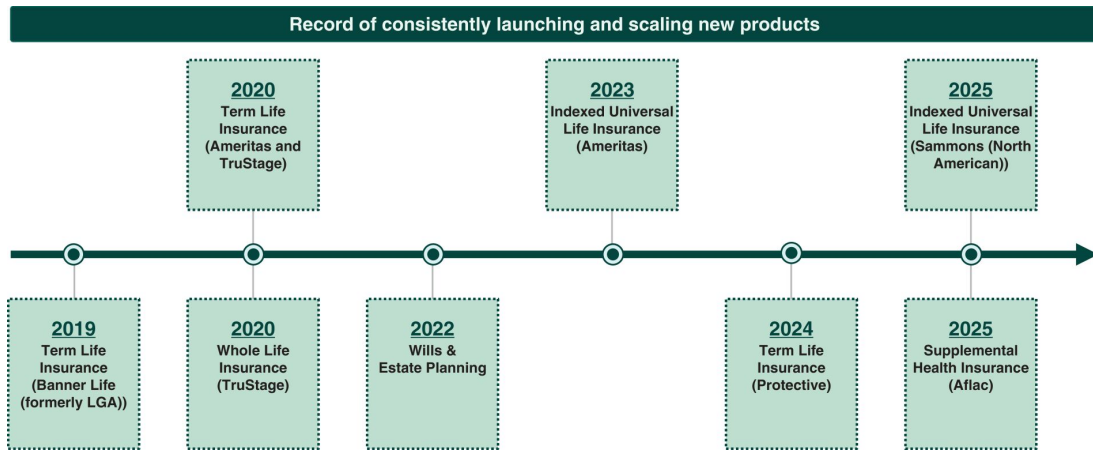 Record of consistently launching and scaling new products
2020
Term Life
Insurance
(Ameritas and
TruStage)
2023
Indexed Universal
Life Insurance
(Ameritas)
2025
Indexed Universal
Life Insurance
(Sammons (North
American))
2019
Term Life
Insurance
(Banner Life
(formerly LGA))
2020
Whole Life
Insurance
(TruStage)
2022
Wills &
Estate Planning
2024
Term Life
Insurance
(Protective)
2025
Supplemental
Health Insurance
(Aflac)